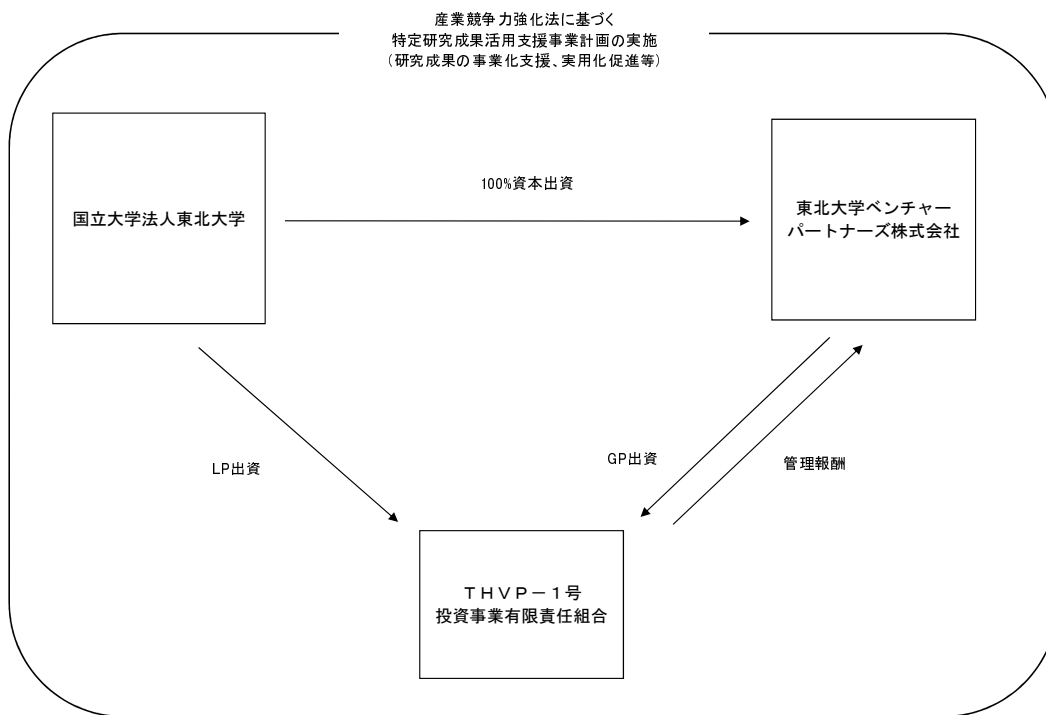 産業競争力強化法に基づく
特定研究成果活用支援事業計画の実施
（研究成果の事業化支援、実用化促進等）
100%資本出資
国立大学法人東北大学
東北大学ベンチャー
パートナーズ株式会社
LP出資
GP出資
管理報酬
ＴＨＶＰ－１号
投資事業有限責任組合